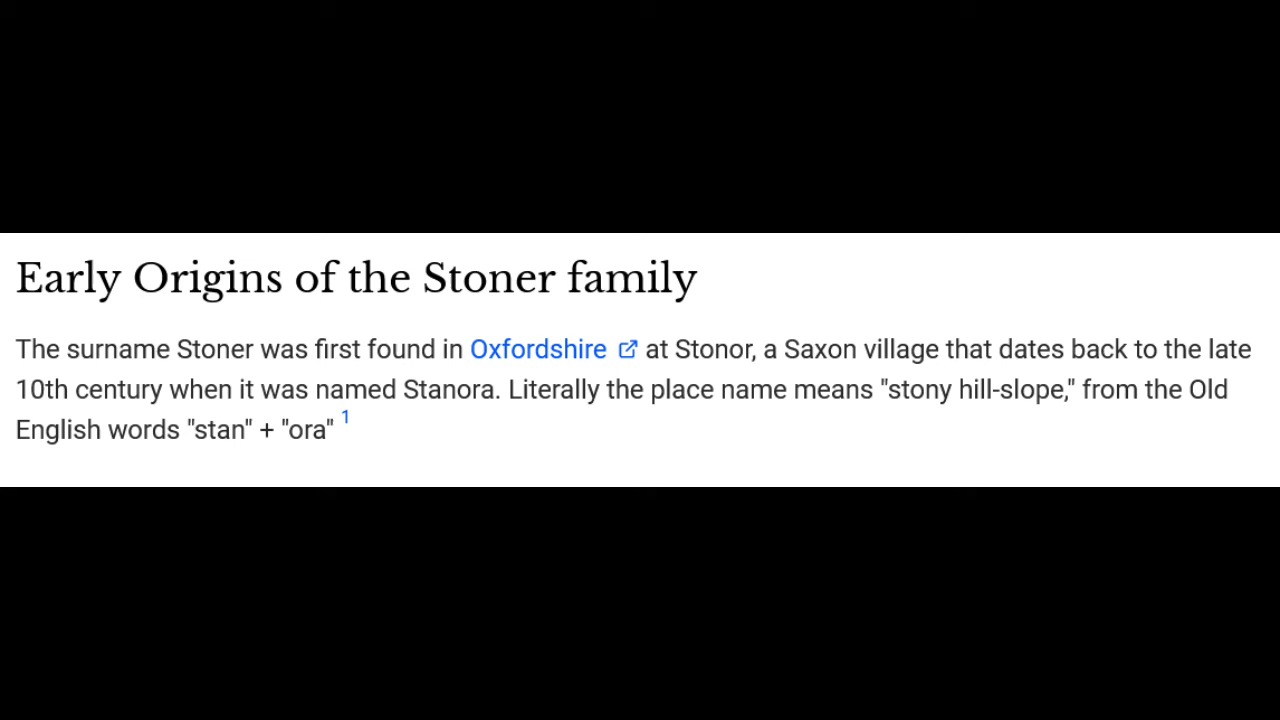 Early Origins of the Stoner family
The surname Stoner was first found in Oxfordshire at Stonor, a Saxon village that dates back to the late
10th century when it was named Stanora. Literally the place name means "stony hill-slope," from the Old
English words "stan" + "ora" 1